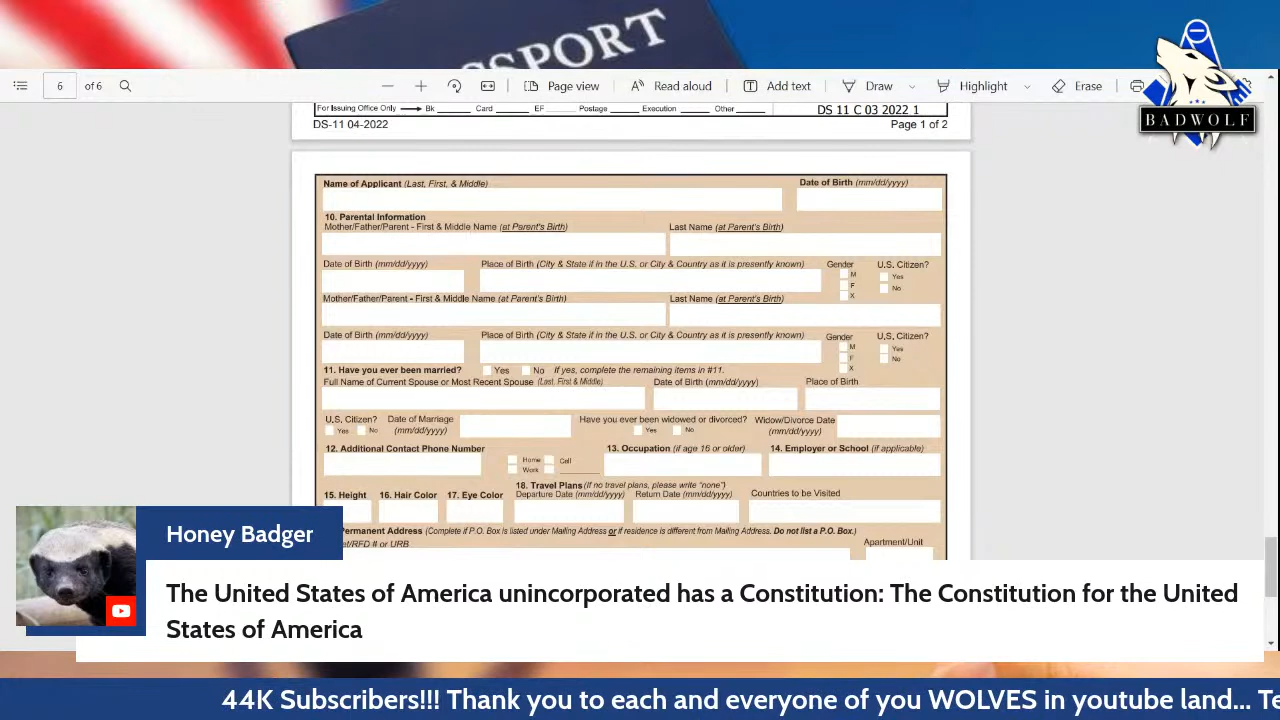 SSPORT
BADWOLF
6 of 6
Page view
Read aloud
Add text
Draw
Highlight
Erase
For Issuing Office Only Bk Card EF Postage Execution Other
DS 11 C 03 2022 1
DS-11 04-2022
Page 1 of 2
Name of Applicant (Last, First, & Middle)
Date of Birth (mm/dd/yyyy)
10. Parental Information
Mother/Father/Parent - First & Middle Name (at Parent's Birth)
Last Name (at Parent's Birth)
Date of Birth (mm/dd/yyyy)
Place of Birth (City & State if in the U.S. or City & Country as it is presently known)
Gender
M
F
X
U.S. Citizen?
Yes
No
Mother/Father/Parent - First & Middle Name (at Parent's Birth)
Last Name (at Parent's Birth)
Date of Birth (mm/dd/yyyy)
Place of Birth (City & State if in the U.S. or City & Country as it is presently known)
Gender
M
F
X
U.S. Citizen?
Yes
No
11. Have you ever been married? Yes No If yes, complete the remaining items in #11.
Full Name of Current Spouse or Most Recent Spouse (Last, First & Middle)
Date of Birth (mm/dd/yyyy)
Place of Birth
U.S. Citizen?
Yes No
Date of Marriage
(mm/dd/yyyy)
Have you ever been widowed or divorced?
Yes No
Widow/Divorce Date
(mm/dd/yyyy)
12. Additional Contact Phone Number
Home Cell
Work
13. Occupation (if age 16 or older)
14. Employer or School (if applicable)
15. Height
16. Hair Color
17. Eye Color
18. Travel Plans (If no travel plans, please write "none")
Departure Date (mm/dd/yyyy)
Return Date (mm/dd/yyyy)
Countries to be Visited
Permanent Address (Complete if P.O. Box is listed under Mailing Address or if residence is different from Mailing Address. Do not list a P.O. Box.)
et/RFD # or URB
Apartment/Unit
Honey Badger
The United States of America unincorporated has a Constitution: The Constitution for the United
States of America
44K Subscribers!!! Thank you to each and everyone of you WOLVES in youtube land... Te